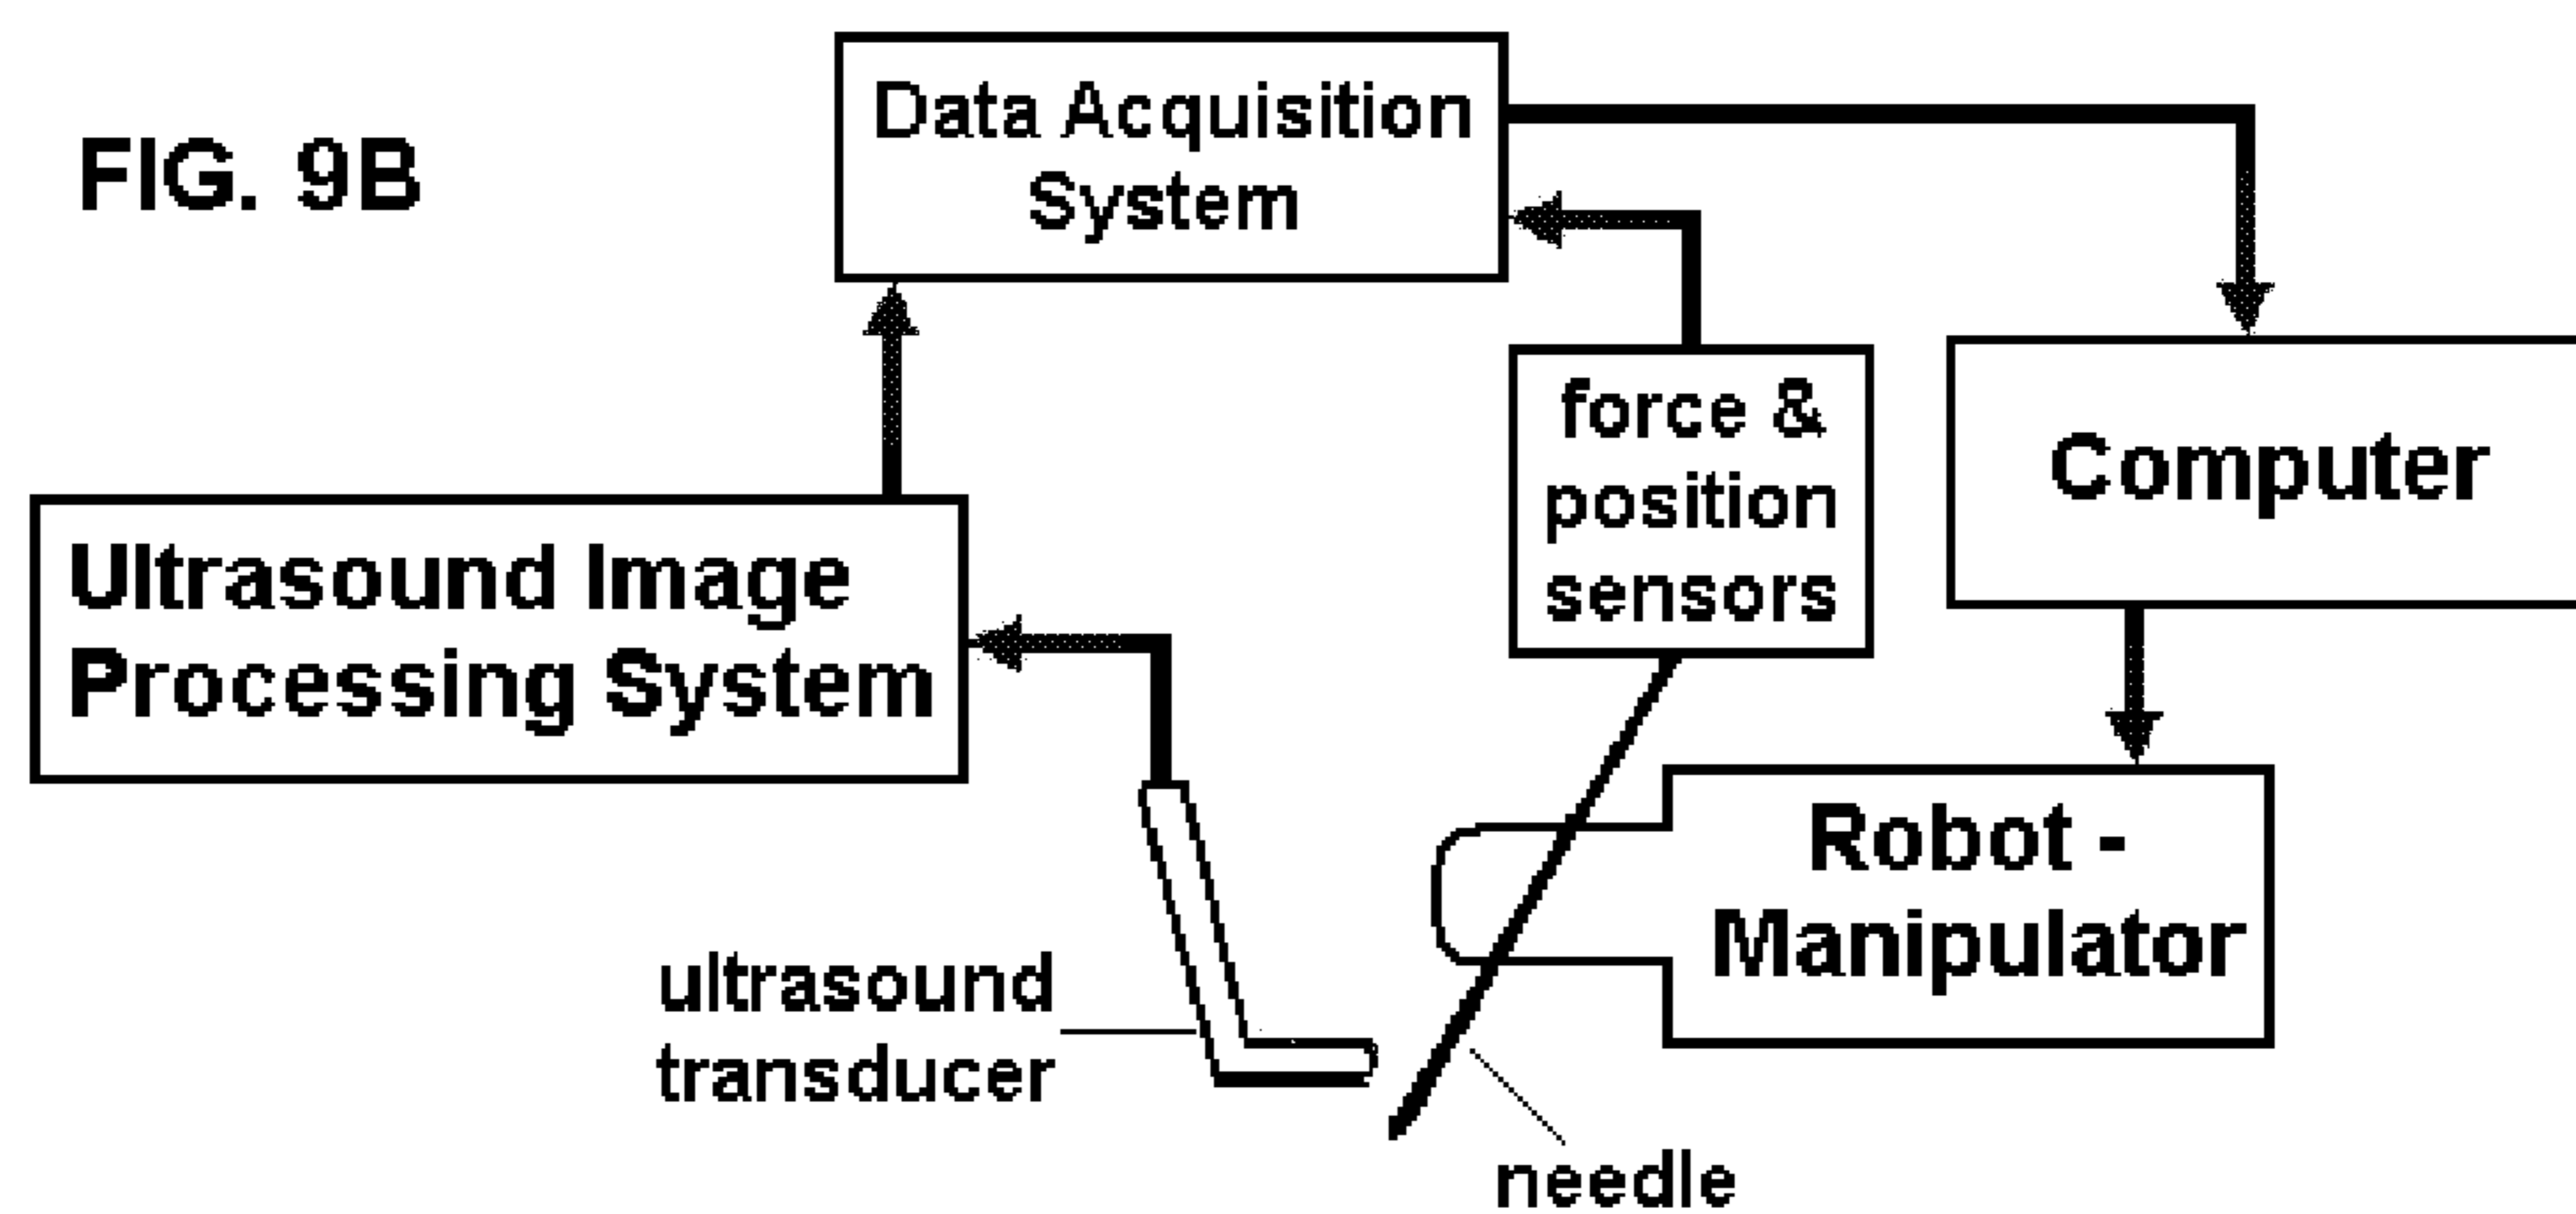 FIG. 9B
Data Acquisition
System
force &
position
sensors
Computer
Ultrasound Image
Processing System
Robot -
Manipulator
ultrasound
transducer
needle